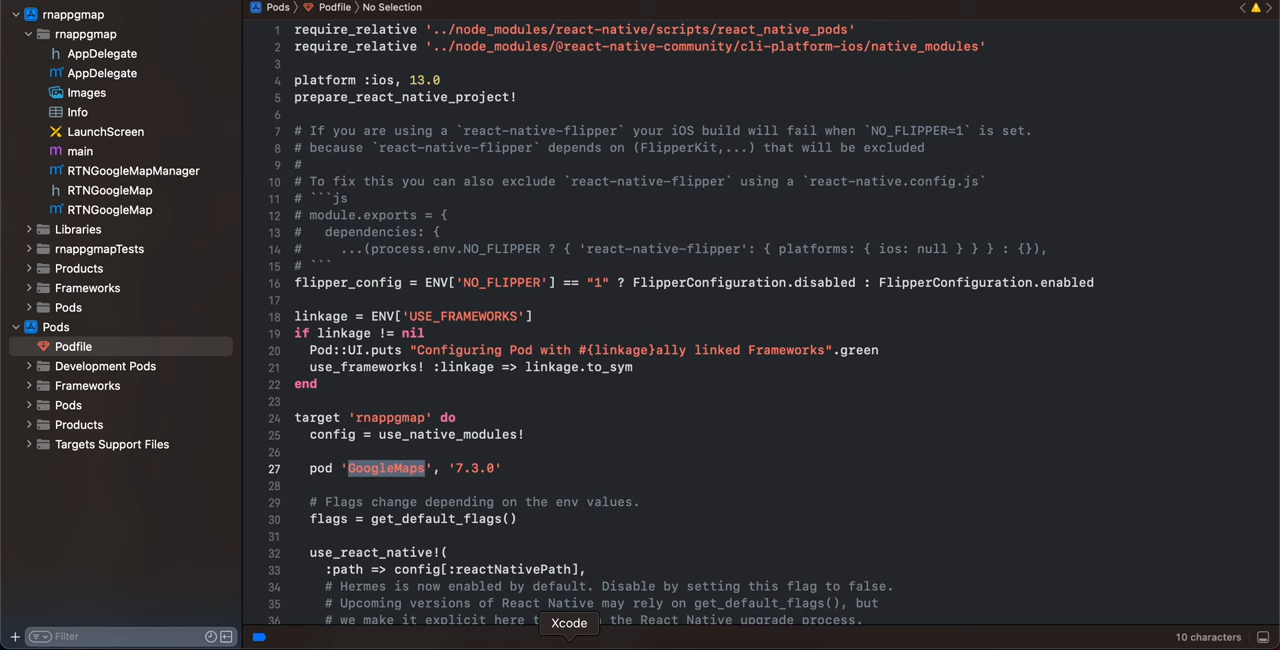 rnappgmap
rnappgmap
h AppDelegate
m AppDelegate
Images
Info
LaunchScreen
m main
m RTNGoogleMapManager
h RTNGoogleMap
m RTNGoogleMap
Libraries
rnappgmapTests
Products
Frameworks
Pods
Pods
Podfile
Development Pods
Frameworks
Pods
Products
Targets Support Files
Filter
Pods 〉 Podfile 〉 No Selection
1 require_relative '../node_modules/react-native/scripts/react_native_pods'
2 require_relative '../node_modules/@react-native-community/cli-platform-ios/native_modules'
3
4 platform :ios, 13.0
5 prepare_react_native_project!
6
7 # If you are using a `react-native-flipper` your iOS build will fail when `NO_FLIPPER=1` is set.
8 # because `react-native-flipper` depends on (FlipperKit,...) that will be excluded
9 #
10 # To fix this you can also exclude `react-native-flipper` using a `react-native.config.js`
11 # ```js
12 # module.exports = {
13 #   dependencies: {
14 #     ...(process.env.NO_FLIPPER ? { 'react-native-flipper': { platforms: { ios: null } } } : {}),
15 # ```
16 flipper_config = ENV['NO_FLIPPER'] == "1" ? FlipperConfiguration.disabled : FlipperConfiguration.enabled
17
18 linkage = ENV['USE_FRAMEWORKS']
19 if linkage != nil
20   Pod::UI.puts "Configuring Pod with #{linkage}ally linked Frameworks".green
21   use_frameworks! :linkage => linkage.to_sym
22 end
23
24 target 'rnappgmap' do
25   config = use_native_modules!
26
27   pod 'GoogleMaps', '7.3.0'
28
29   # Flags change depending on the env values.
30   flags = get_default_flags()
31
32   use_react_native!(
33     :path => config[:reactNativePath],
34     # Hermes is now enabled by default. Disable by setting this flag to false.
35     # Upcoming versions of React Native may rely on get_default_flags(), but
36     # we make it explicit here the React Native upgrade process.
Xcode
10 characters